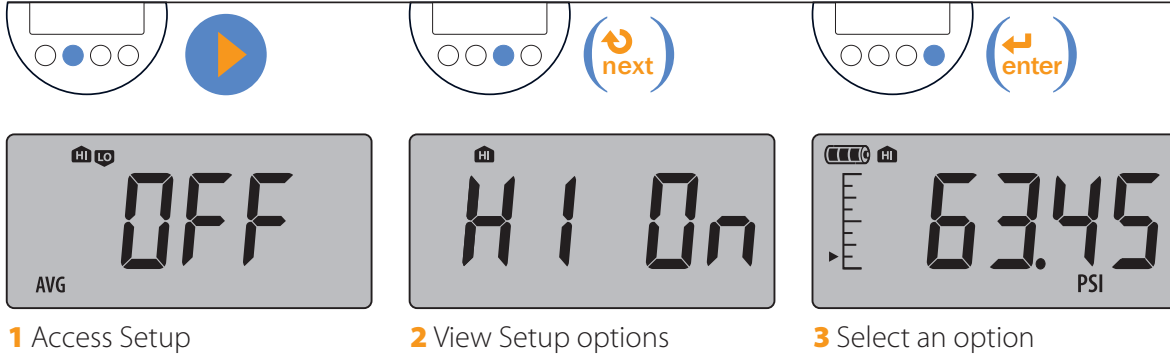 next
enter
HI LO
OFF
AVG
HI
HI On
HI
63.45
PSI
1 Access Setup
2 View Setup options
3 Select an option